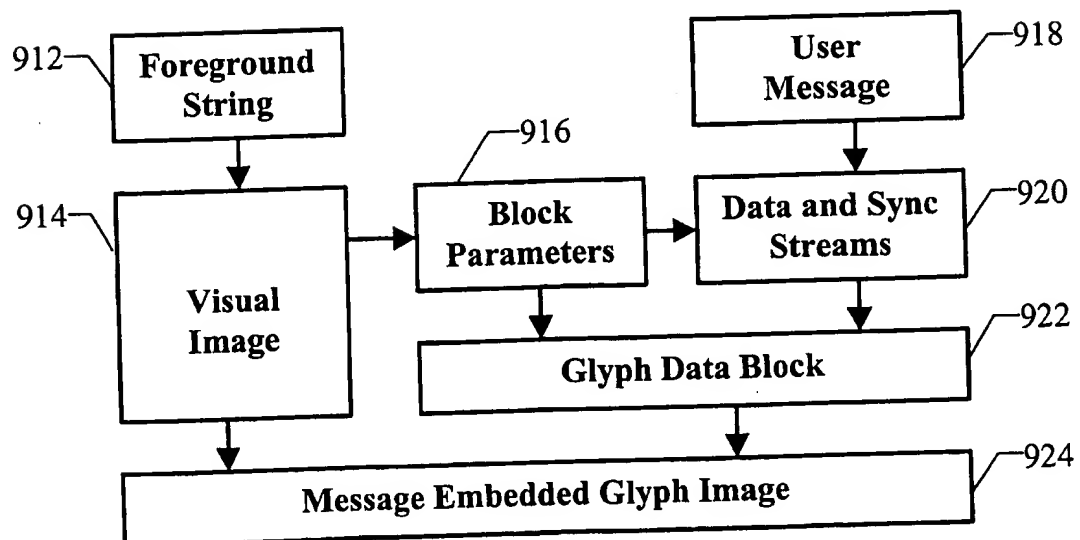 912
Foreground
String
User
Message
918
916
914
Visual
Image
Block
Parameters
Data and Sync
Streams
920
922
Glyph Data Block
924
Message Embedded Glyph Image